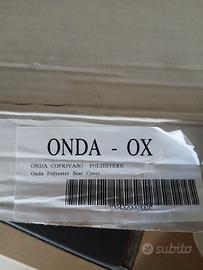 ONDA - OX
ONDA COPRIVASO POLIESTERE
Onda Polyester Seat Cover
subito